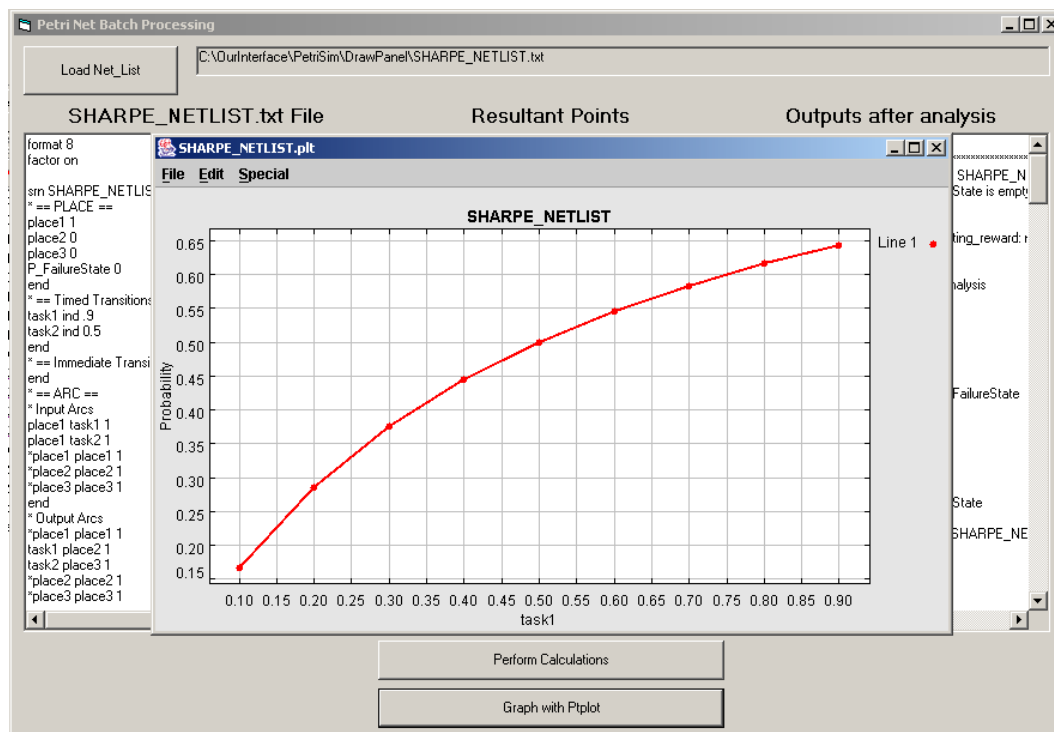 Petri Net Batch Processing
Load Net_List
C:\OurInterface\PetriSim\DrawPanel\SHARPE_NETLIST.txt
SHARPE_NETLIST.txt File
Resultant Points
Outputs after analysis
format 8
factor on
srn SHARPE_NETLIS
* == PLACE ==
place1 1
place2 0
place3 0
P_FailureState 0
end
* == Timed Transitions
task1 ind .9
task2 ind 0.5
end
* == Immediate Transi
end
* == ARC ==
* Input Arcs
place1 task1 1
place1 task2 1
*place1 place1 1
*place2 place2 1
*place3 place3 1
end
* Output Arcs
*place1 place1 1
task1 place2 1
task2 place3 1
*place2 place2 1
*place3 place3 1
SHARPE_NETLIST.plt
File Edit Special
SHARPE_NETLIST
Line 1
Probability
0.65
0.60
0.55
0.50
0.45
0.40
0.35
0.30
0.25
0.20
0.15
0.10 0.15 0.20 0.25 0.30 0.35 0.40 0.45 0.50 0.55 0.60 0.65 0.70 0.75 0.80 0.85 0.90
task1
SHARPE_N
State is empty
ting_reward:
nalysis
FailureState
State
SHARPE_NE
Perform Calculations
Graph with Ptplot